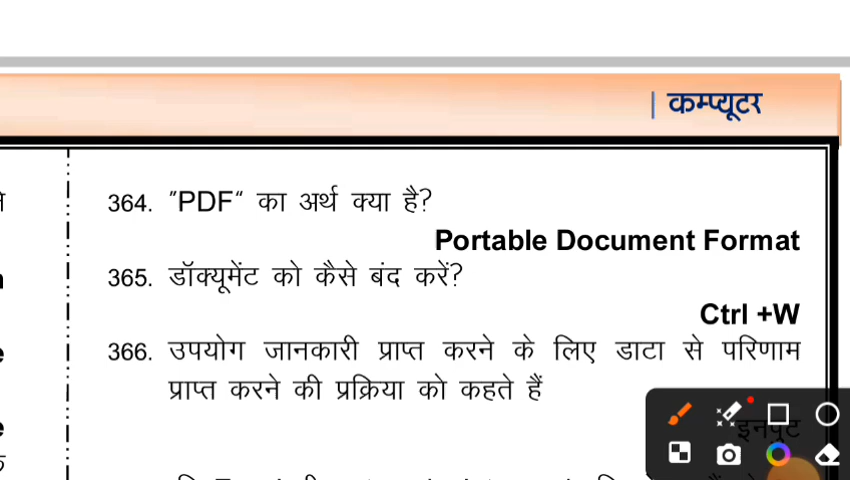 | कम्प्यूटर
364. "PDF" का अर्थ क्या है?
Portable Document Format
365. डॉक्यूमेंट को कैसे बंद करें?
Ctrl +W
366. उपयोग जानकारी प्राप्त करने के लिए डाटा से परिणाम
प्राप्त करने की प्रक्रिया को कहते हैं
इनपुट